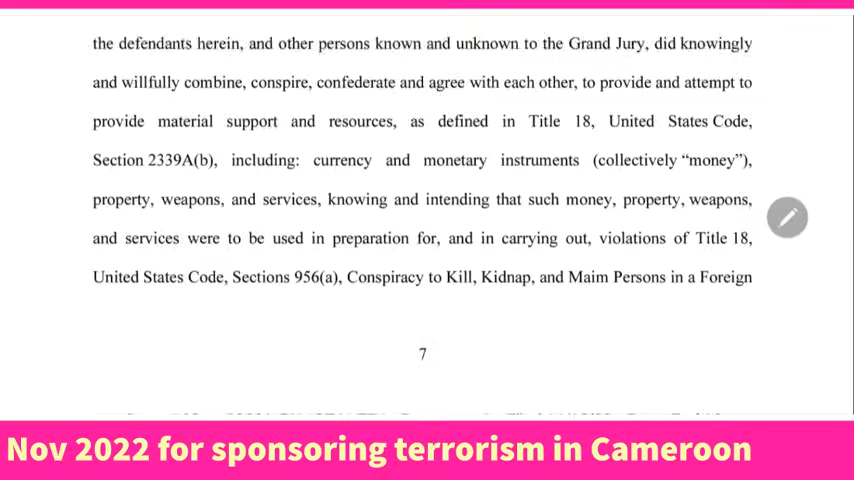 the defendants herein, and other persons known and unknown to the Grand Jury, did knowingly
and willfully combine, conspire, confederate and agree with each other, to provide and attempt to
provide material support and resources, as defined in Title 18, United States Code,
Section 2339A(b), including: currency and monetary instruments (collectively “money”),
property, weapons, and services, knowing and intending that such money, property, weapons,
and services were to be used in preparation for, and in carrying out, violations of Title 18,
United States Code, Sections 956(a), Conspiracy to Kill, Kidnap, and Maim Persons in a Foreign
7
Nov 2022 for sponsoring terrorism in Cameroon